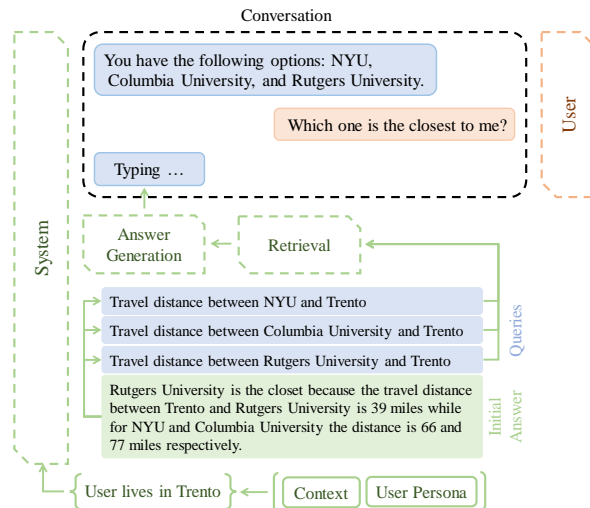 Conversation
You have the following options: NYU,
Columbia University, and Rutgers University.
Which one is the closest to me?
Typing …
System
User
Answer
Generation
Retrieval
Travel distance between NYU and Trento
Travel distance between Columbia University and Trento
Travel distance between Rutgers University and Trento
Queries
Rutgers University is the closet because the travel distance
between Trento and Rutgers University is 39 miles while
for NYU and Columbia University the distance is 66 and
77 miles respectively.
Initial
Answer
User lives in Trento
Context
User Persona